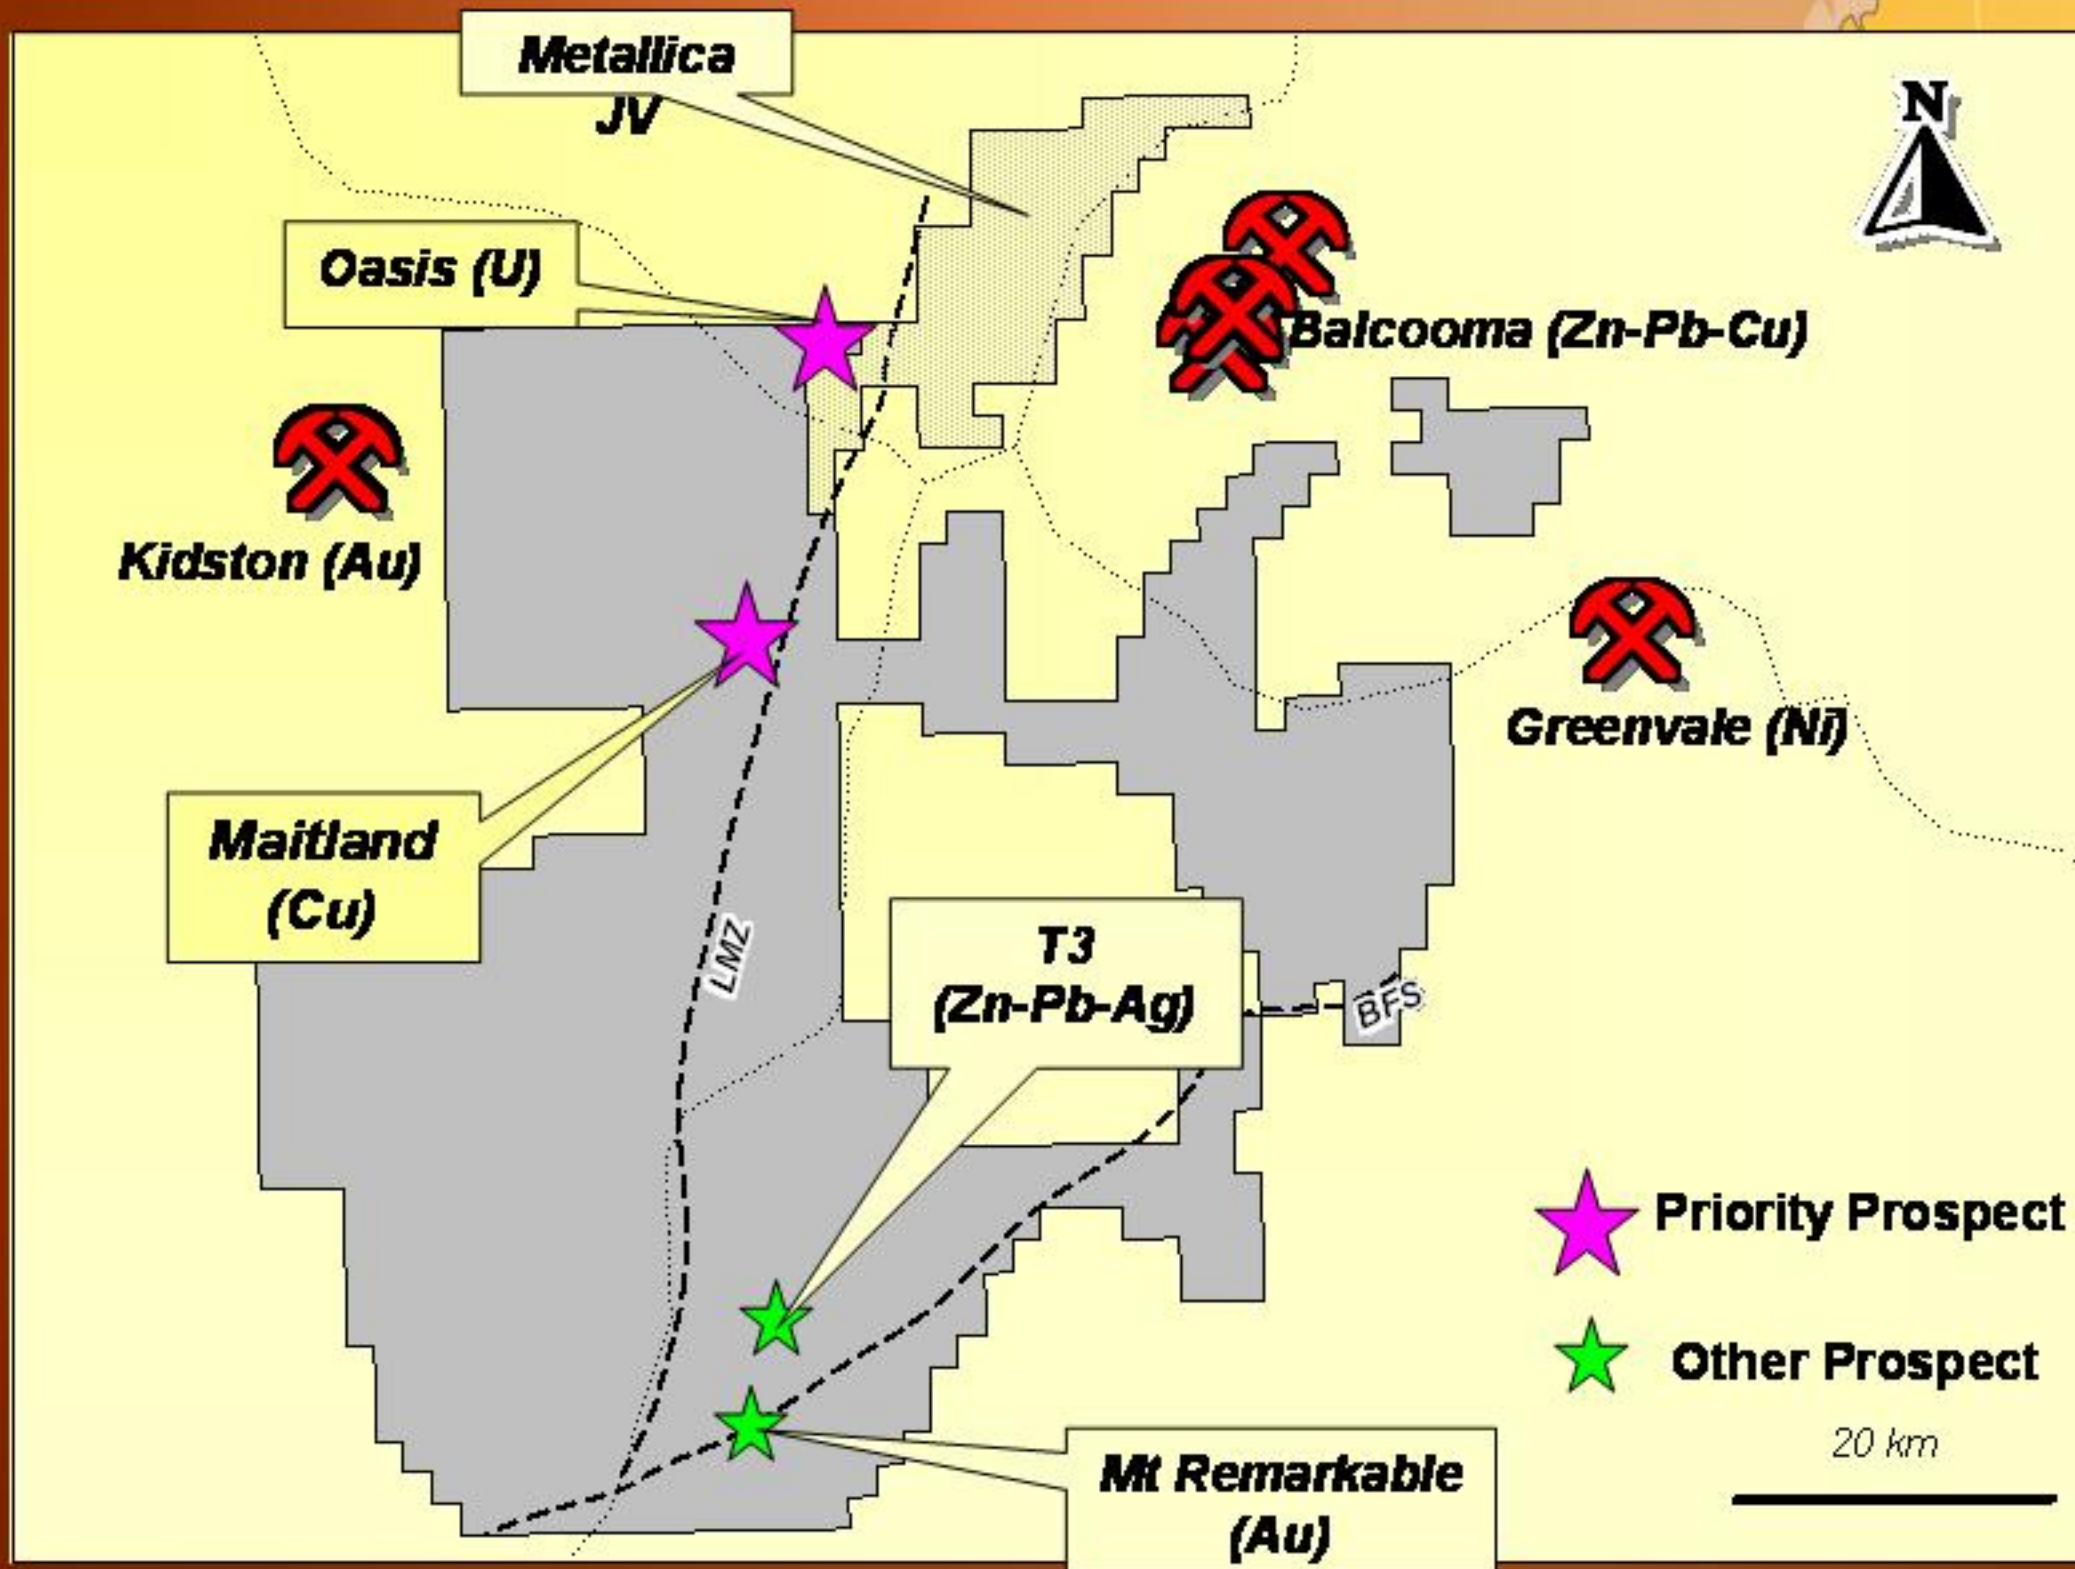 Metallica
JV
N
Oasis (U)
Balcooma (Zn-Pb-Cu)
Kidston (Au)
Greenvale (Ni)
Maitland
(Cu)
LMZ
T3
(Zn-Pb-Ag)
BFS
Priority Prospect
Other Prospect
20 km
Mt Remarkable
(Au)